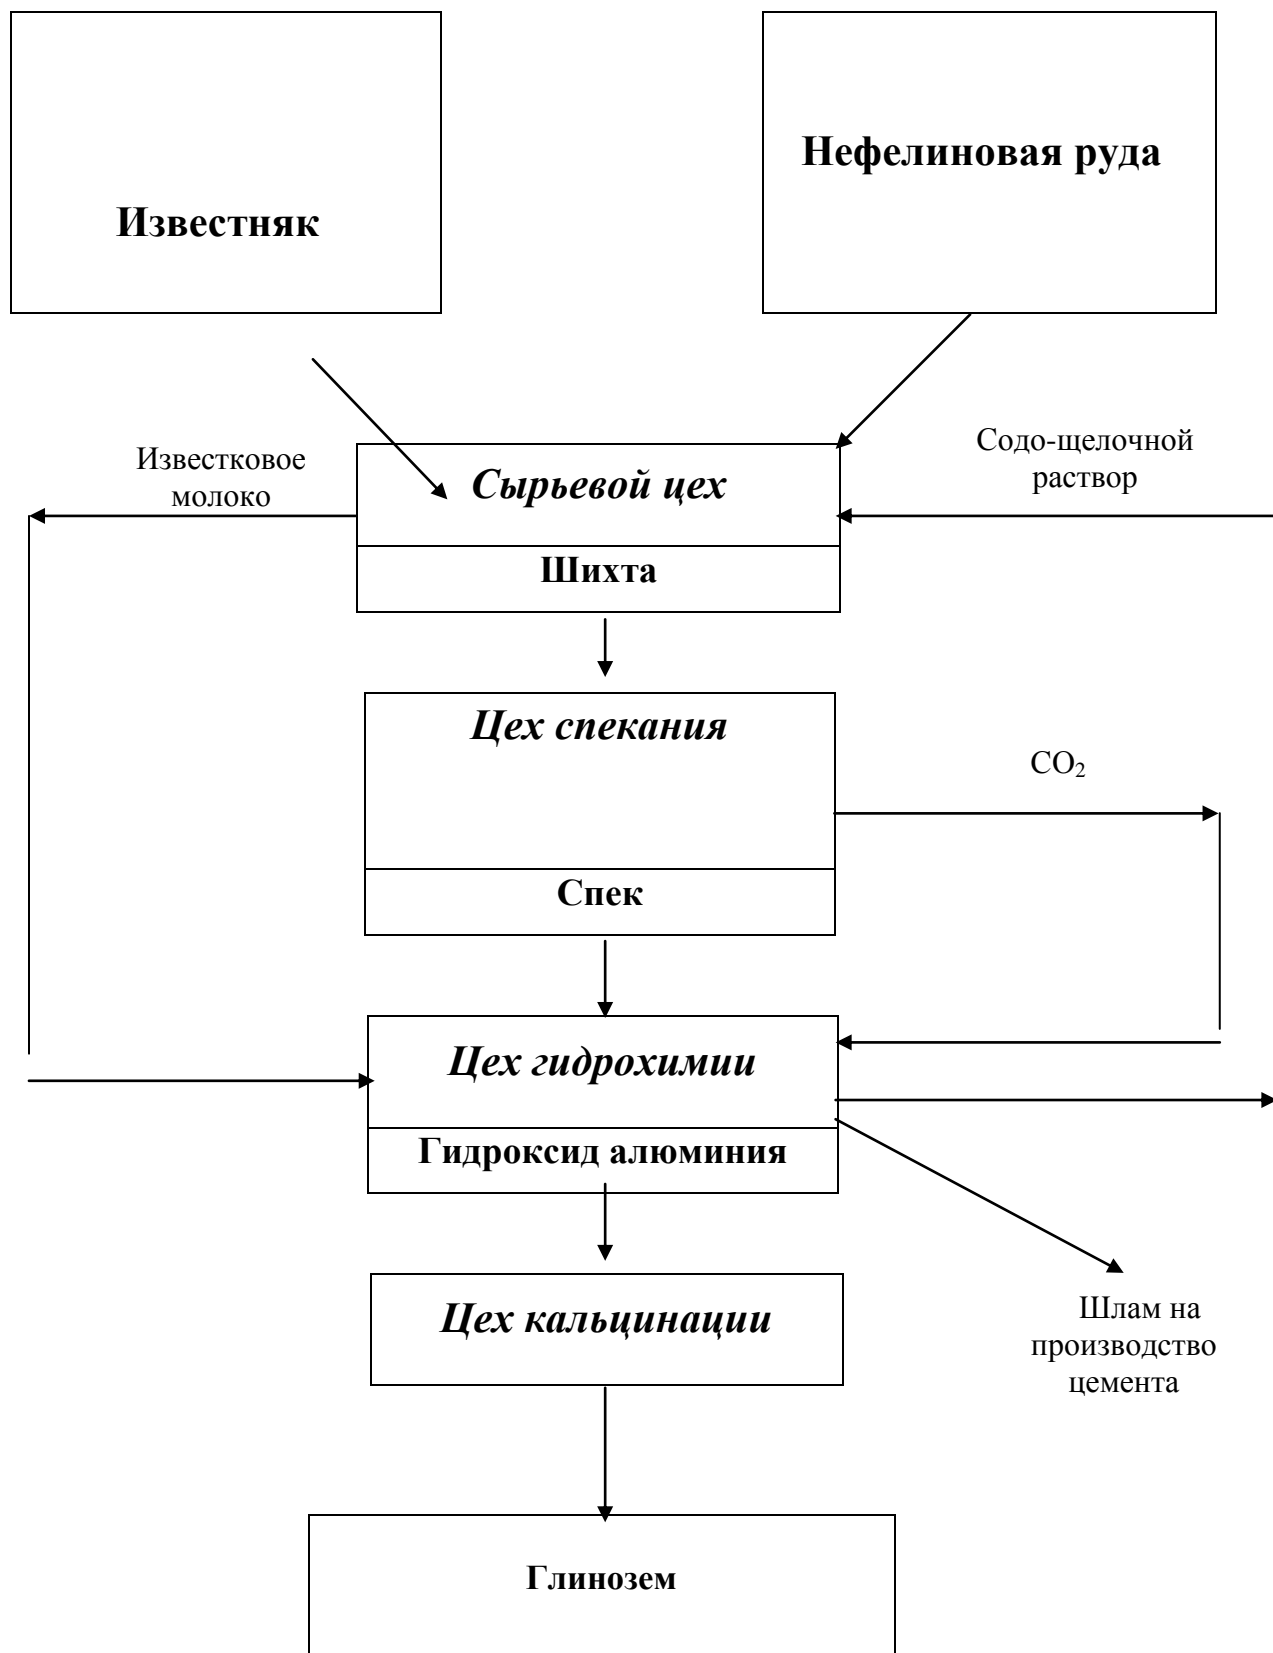 Нефелиновая руда
Известняк
Содо-щелочной
раствор
Известковое
молоко
Сырьевой цех
Шихта
Цех спекания
CO₂
Спек
Цех гидрохимии
Гидроксид алюминия
Цех кальцинации
Шлам на
производство
цемента
Глинозем